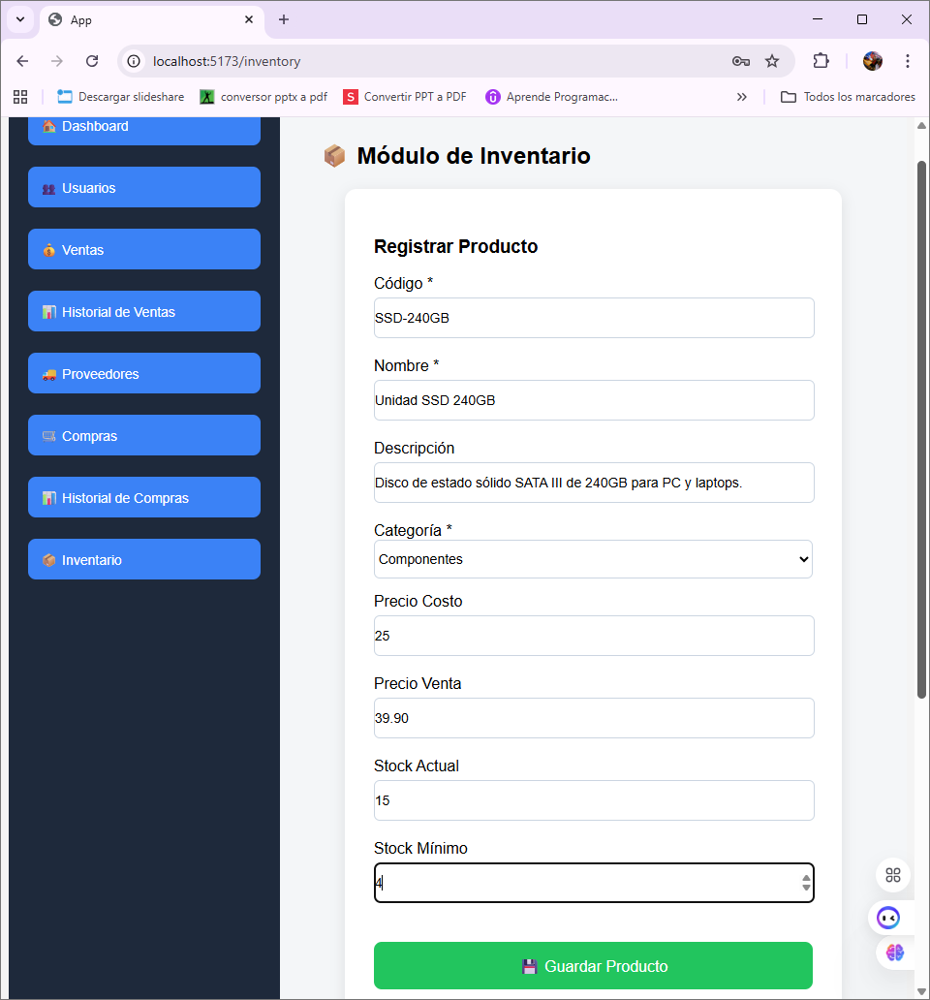 App
localhost:5173/inventory
Descargar slideshare
conversor pptx a pdf
S Convertir PPT a PDF
Aprende Programac...
Todos los marcadores
Dashboard
Usuarios
Ventas
Historial de Ventas
Proveedores
Compras
Historial de Compras
Inventario
Módulo de Inventario
Registrar Producto
Código *
SSD-240GB
Nombre *
Unidad SSD 240GB
Descripción
Disco de estado sólido SATA III de 240GB para PC y laptops.
Categoría *
Componentes
Precio Costo
25
Precio Venta
39.90
Stock Actual
15
Stock Mínimo
4
Guardar Producto